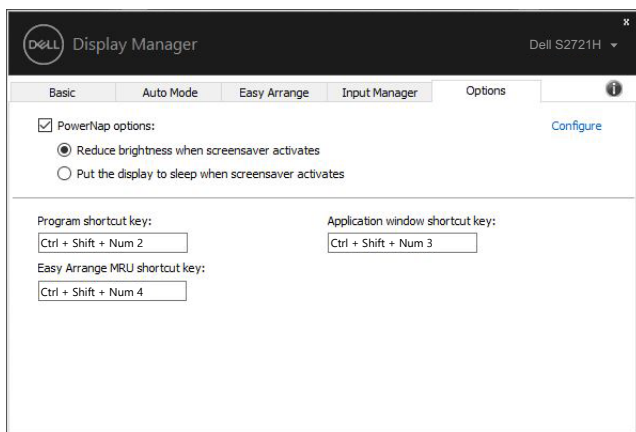 x
DELL Display Manager
Dell S2721H
Basic Auto Mode Easy Arrange Input Manager Options
PowerNap options:
Configure
Reduce brightness when screensaver activates
Put the display to sleep when screensaver activates
Program shortcut key:
Application window shortcut key:
Ctrl + Shift + Num 2
Ctrl + Shift + Num 3
Easy Arrange MRU shortcut key:
Ctrl + Shift + Num 4